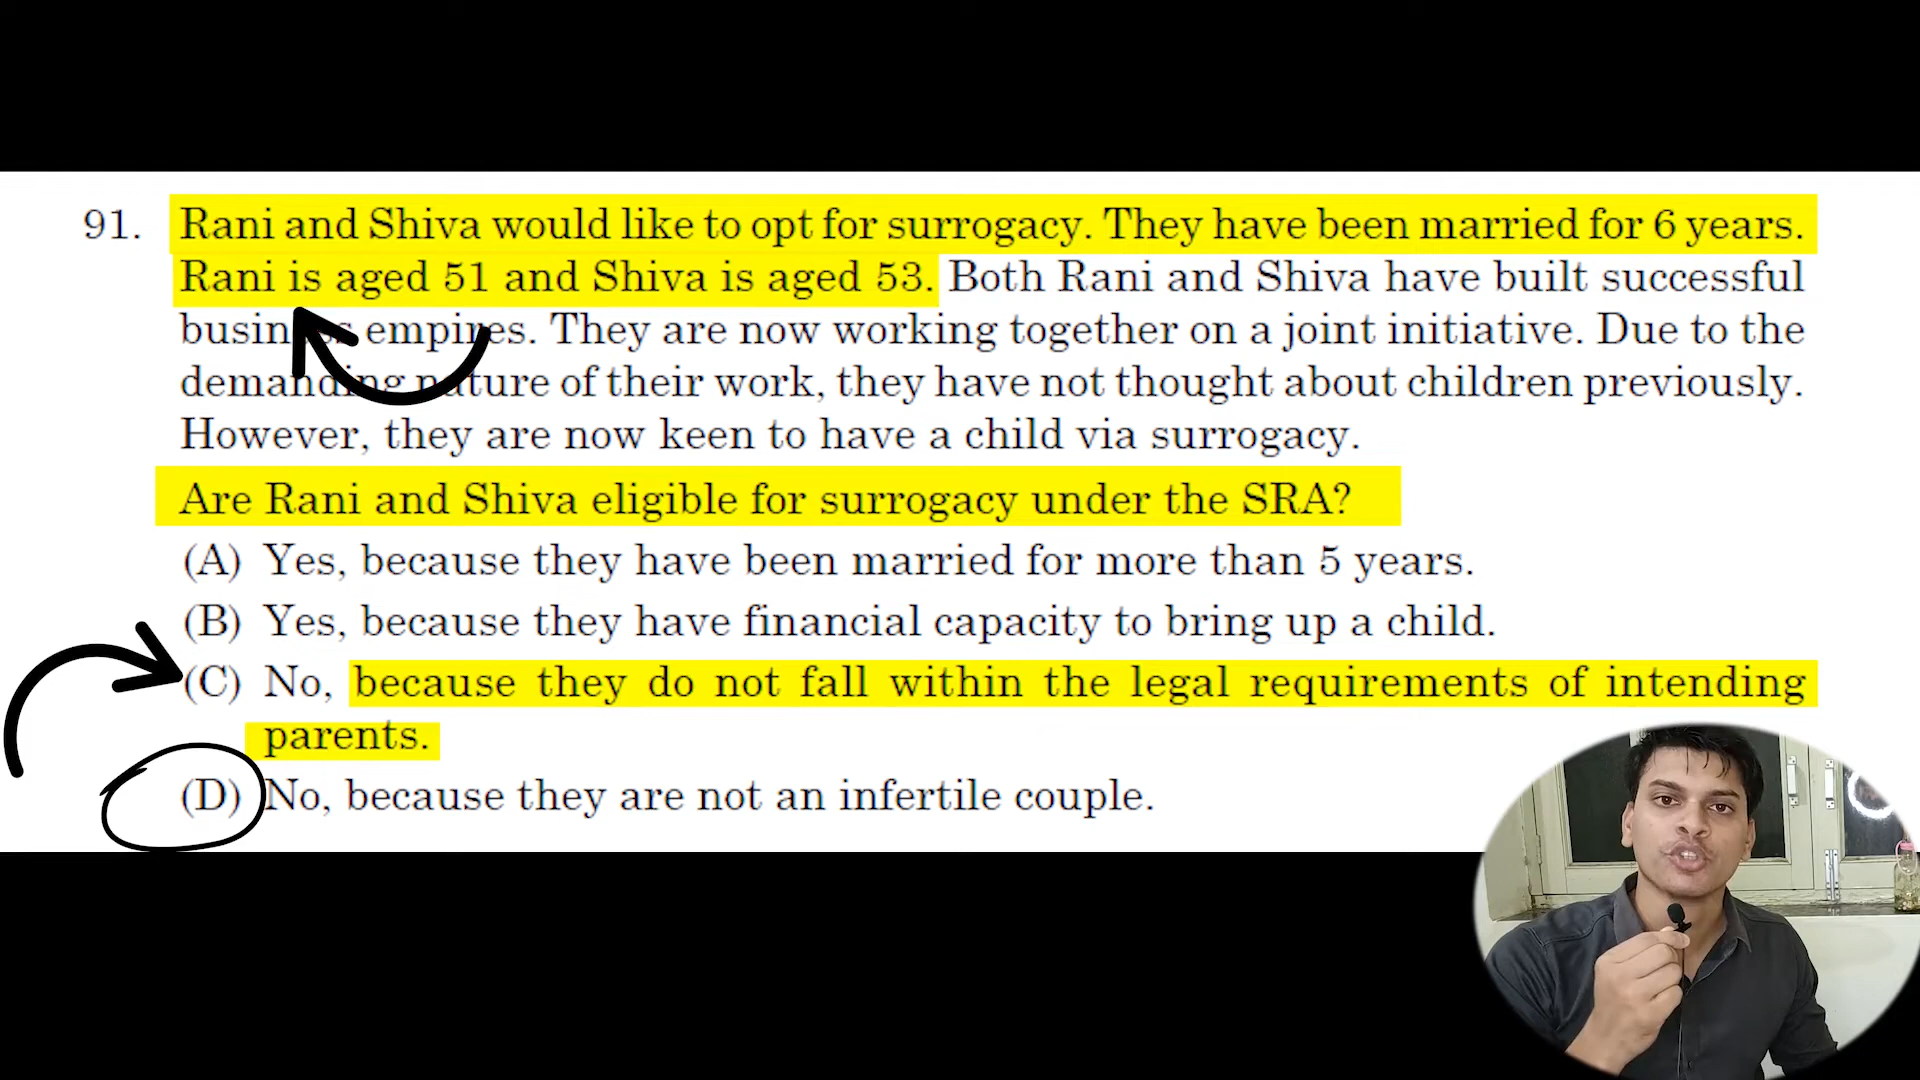 91. Rani and Shiva would like to opt for surrogacy. They have been married for 6 years.
Rani is aged 51 and Shiva is aged 53. Both Rani and Shiva have built successful
business empires. They are now working together on a joint initiative. Due to the
demanding nature of their work, they have not thought about children previously.
However, they are now keen to have a child via surrogacy.
Are Rani and Shiva eligible for surrogacy under the SRA?
(A) Yes, because they have been married for more than 5 years.
(B) Yes, because they have financial capacity to bring up a child.
(C) No, because they do not fall within the legal requirements of intending
parents.
(D) No, because they are not an infertile couple.